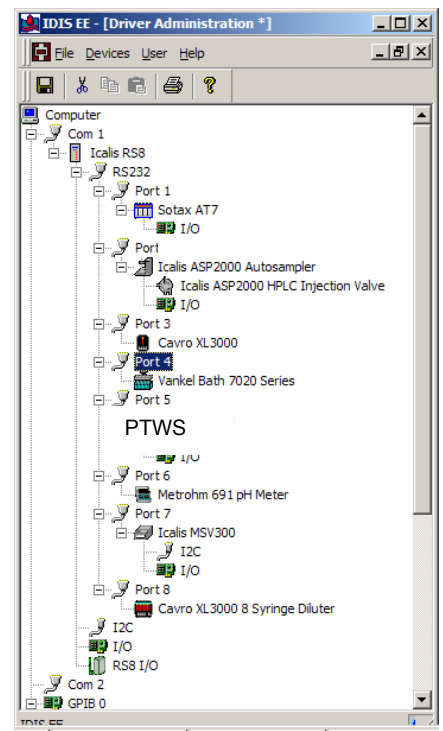 IDIS EE - [Driver Administration *]
File Devices User Help
Computer
Com 1
Icalis RS8
RS232
Port 1
Sotax AT7
I/O
Port
Icalis ASP2000 Autosampler
Icalis ASP2000 HPLC Injection Valve
I/O
Port 3
Cavro XL3000
Port 4
Vankel Bath 7020 Series
Port 5
PTWS
I/O
Port 6
Metrohm 691 pH Meter
Port 7
Icalis MSV300
I2C
I/O
Port 8
Cavro XL3000 8 Syringe Diluter
I2C
I/O
RS8 I/O
Com 2
GPIB 0
IDIS EE